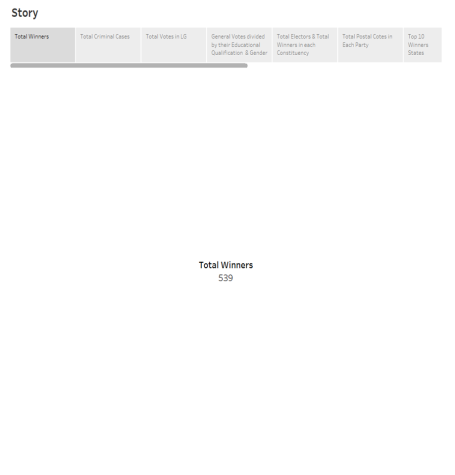 Story
Total Winners
Total Criminal Cases
Total Votes in LS
General Votes divided
by their Educational
Qualification & Gender
Total Electors & Total
Winners in each
Constituency
Total Postal Cotes in
Each Party
Top 10
Winners
States
Total Winners
539